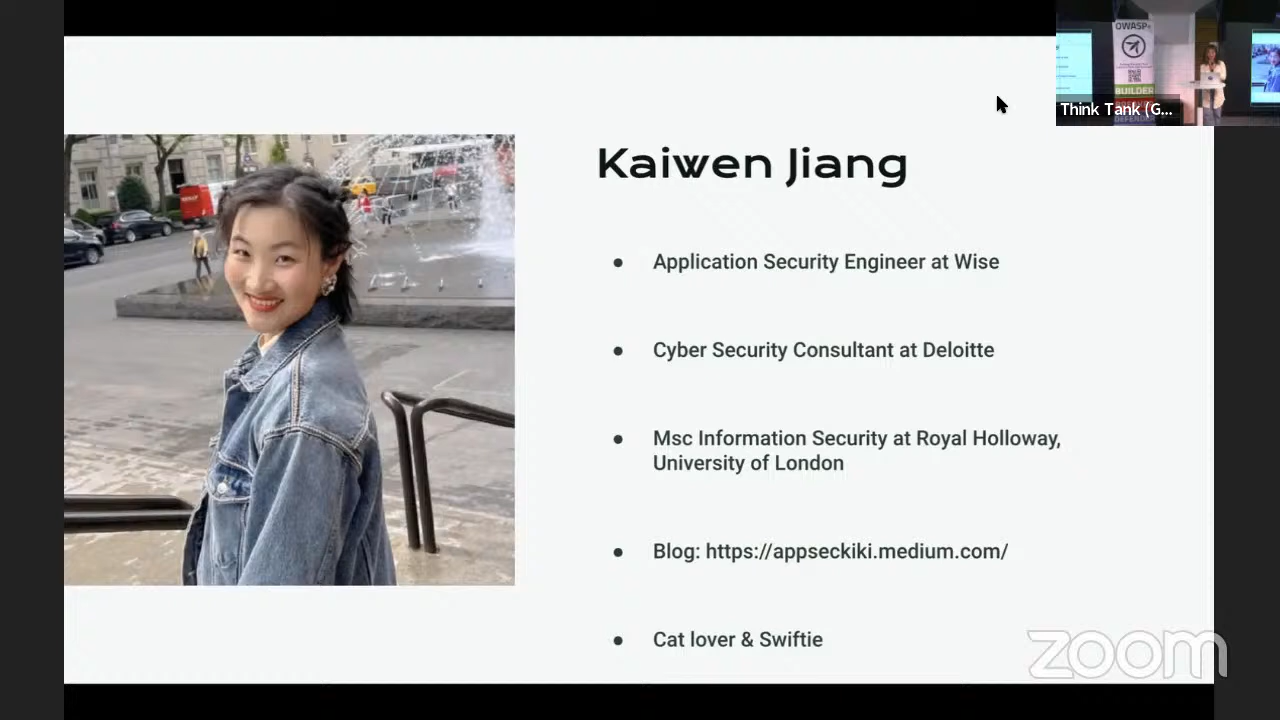 OWASP
BUILDER
DEFENDER
Think Tank (G...
Kaiwen Jiang
Application Security Engineer at Wise
Cyber Security Consultant at Deloitte
Msc Information Security at Royal Holloway,
University of London
Blog: https://appseckiki.medium.com/
Cat lover & Swiftie
zoom